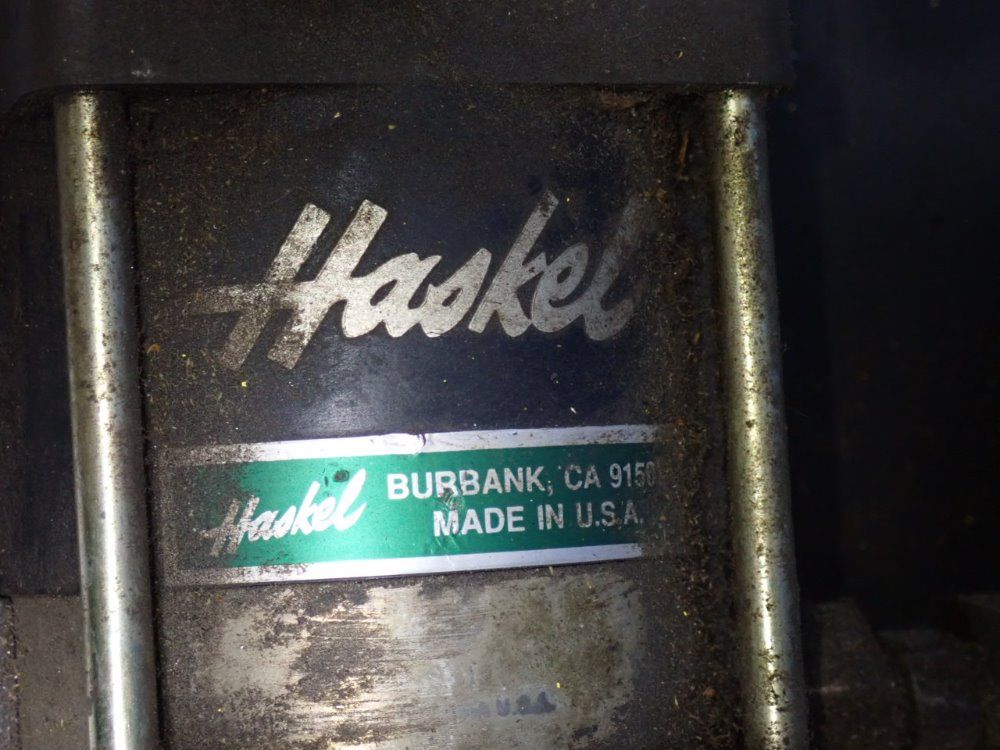 Haskel
Haskel
BURBANK, CA 9150
MADE IN U.S.A.
U.S.A.